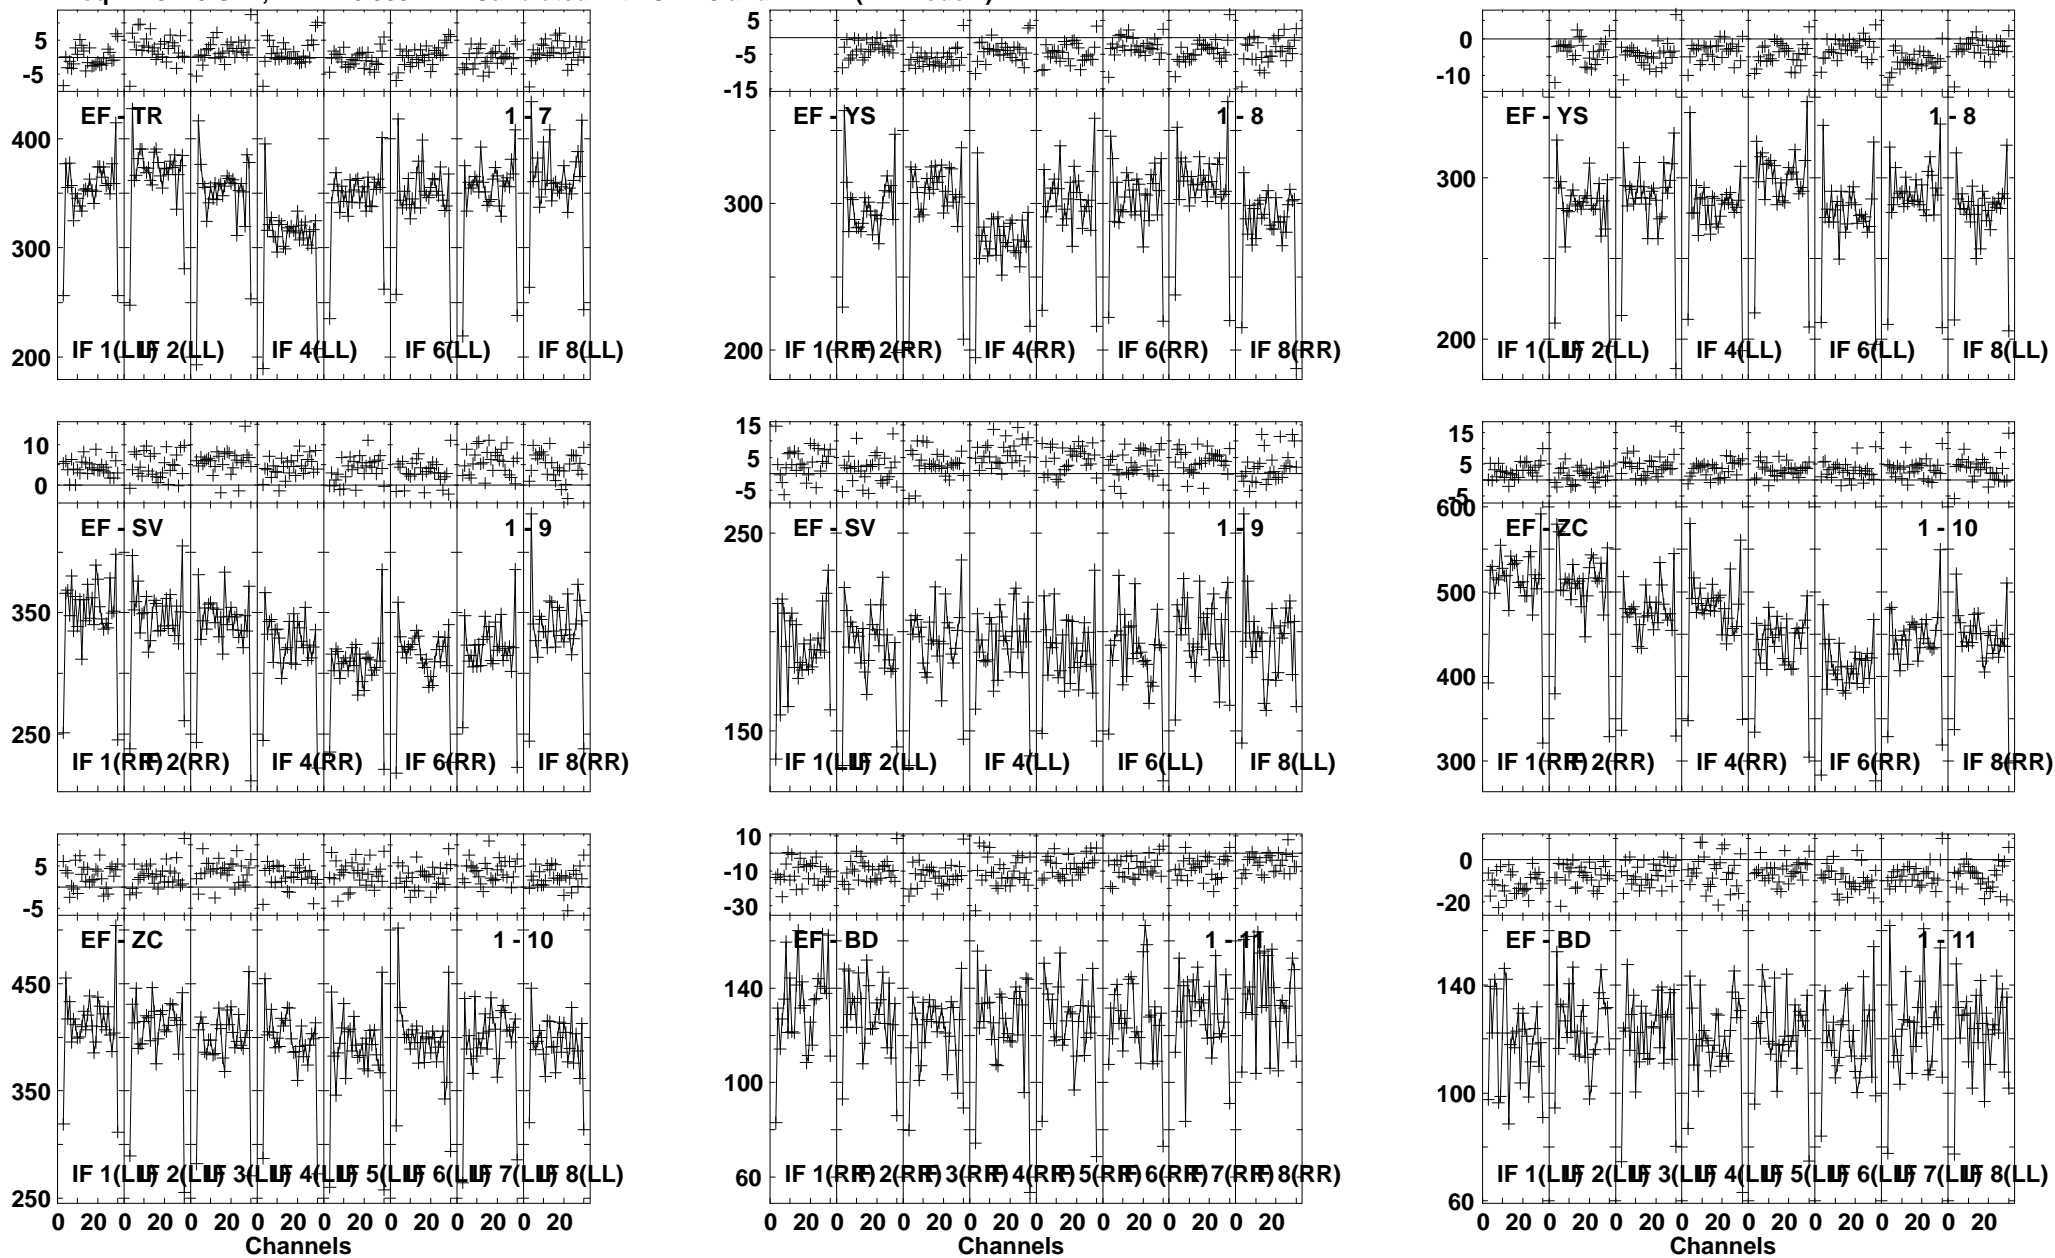 5
-5
EF - TR
1 - 7
400
300
200
IF 1(LL) IF 2(LL) IF 4(LL) IF 6(LL) IF 8(LL)
5
-5
-15
EF - YS
1 - 8
300
200
IF 1(RR) IF 2(RR) IF 4(RR) IF 6(RR) IF 8(RR)
0
-10
EF - YS
1 - 8
300
200
IF 1(LL) IF 2(LL) IF 4(LL) IF 6(LL) IF 8(LL)
10
0
EF - SV
1 - 9
350
250
IF 1(RR) IF 2(RR) IF 4(RR) IF 6(RR) IF 8(RR)
15
5
-5
EF - SV
1 - 9
250
150
IF 1(LL) IF 2(LL) IF 4(LL) IF 6(LL) IF 8(LL)
15
5
-5
EF - ZC
1 - 10
600
500
400
300
IF 1(RR) IF 2(RR) IF 4(RR) IF 6(RR) IF 8(RR)
5
-5
EF - ZC
1 - 10
450
350
250
IF 1(LL) IF 2(LL) IF 3(LL) IF 4(LL) IF 5(LL) IF 6(LL) IF 7(LL) IF 8(LL)
0 20 0 20 0 20 0 20 0 20 0 20 0 20 0 20
Channels
10
-10
-30
EF - BD
1 - 11
140
100
60
IF 1(RR) IF 2(RR) IF 3(RR) IF 4(RR) IF 5(RR) IF 6(RR) IF 7(RR) IF 8(RR)
0 20 0 20 0 20 0 20 0 20 0 20 0 20 0 20
Channels
0
-20
EF - BD
1 - 11
140
100
60
IF 1(LL) IF 2(LL) IF 3(LL) IF 4(LL) IF 5(LL) IF 6(LL) IF 7(LL) IF 8(LL)
0 20 0 20 0 20 0 20 0 20 0 20 0 20 0 20
Channels